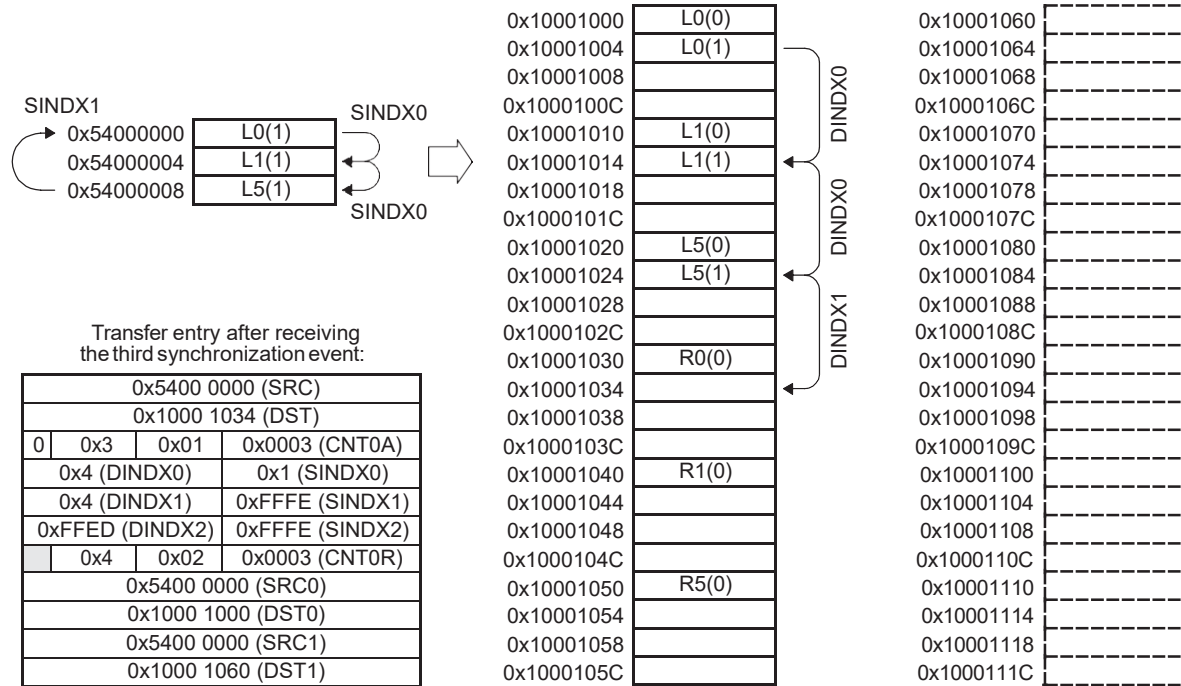 SINDX1
SINDX0
0x54000000 L0(1)
0x54000004 L1(1)
0x54000008 L5(1)
SINDX0
Transfer entry after receiving
the third synchronization event:
0x5400 0000 (SRC)
0x1000 1034 (DST)
0 0x3 0x01 0x0003 (CNT0A)
0x4 (DINDX0) 0x1 (SINDX0)
0x4 (DINDX1) 0xFFFE (SINDX1)
0xFFED (DINDX2) 0xFFFE (SINDX2)
0x4 0x02 0x0003 (CNT0R)
0x5400 0000 (SRC0)
0x1000 1000 (DST0)
0x5400 0000 (SRC1)
0x1000 1060 (DST1)
0x10001000 L0(0)
0x10001004 L0(1)
0x10001008
0x1000100C
0x10001010 L1(0)
0x10001014 L1(1)
0x10001018
0x1000101C
0x10001020 L5(0)
0x10001024 L5(1)
0x10001028
0x1000102C
0x10001030 R0(0)
0x10001034
0x10001038
0x1000103C
0x10001040 R1(0)
0x10001044
0x10001048
0x1000104C
0x10001050 R5(0)
0x10001054
0x10001058
0x1000105C
DINDX0
DINDX0
DINDX1
0x10001060
0x10001064
0x10001068
0x1000106C
0x10001070
0x10001074
0x10001078
0x1000107C
0x10001080
0x10001084
0x10001088
0x1000108C
0x10001090
0x10001094
0x10001098
0x1000109C
0x10001100
0x10001104
0x10001108
0x1000110C
0x10001110
0x10001114
0x10001118
0x1000111C